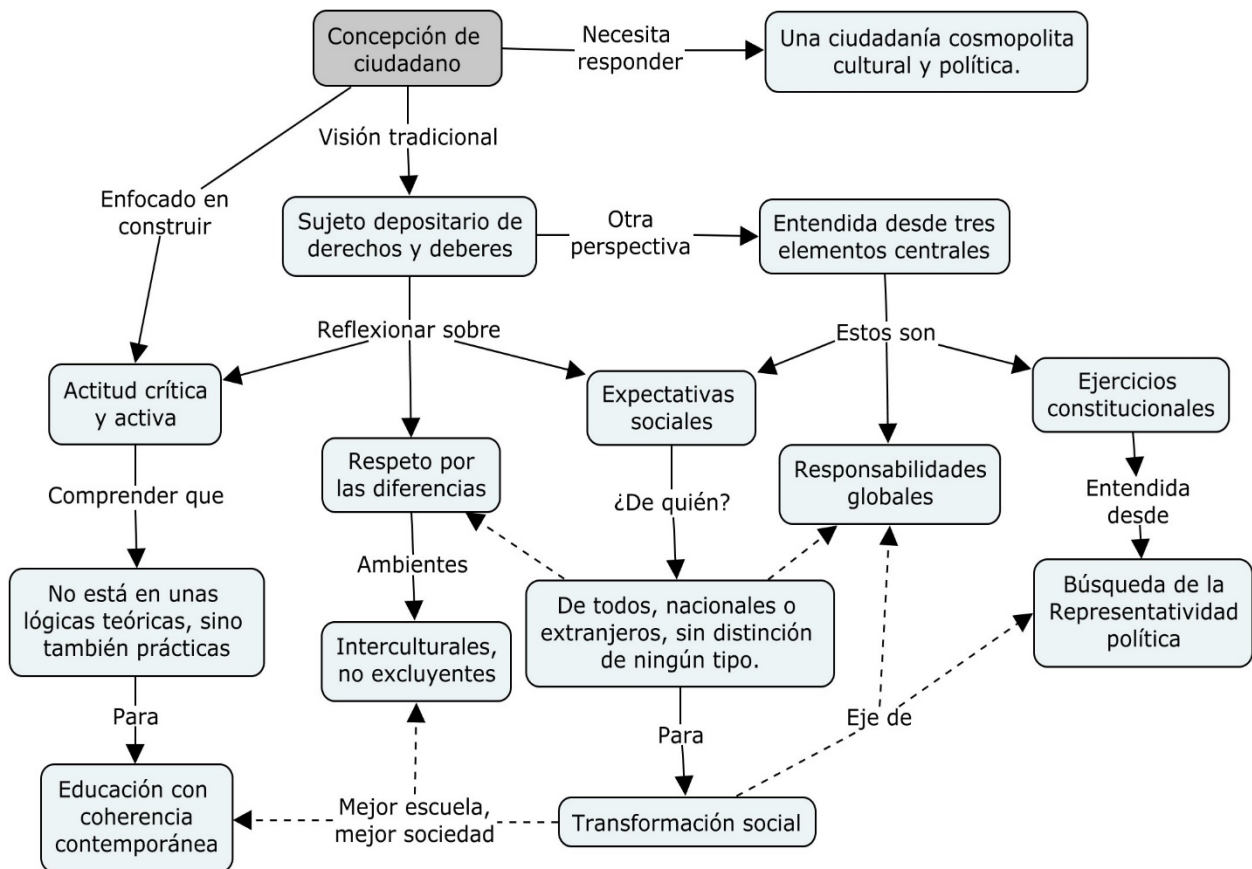 Concepción de
ciudadano
Necesita
responder
Una ciudadanía cosmopolita
cultural y política.
Visión tradicional
Enfocado en
construir
Sujeto depositario de
derechos y deberes
Otra
perspectiva
Entendida desde tres
elementos centrales
Reflexionar sobre
Estos son
Actitud crítica
y activa
Expectativas
sociales
Ejercicios
constitucionales
Respeto por
las diferencias
Responsabilidades
globales
Comprender que
¿De quién?
Entendida
desde
Ambientes
No está en unas
lógicas teóricas, sino
también prácticas
Interculturales,
no excluyentes
De todos, nacionales o
extranjeros, sin distinción
de ningún tipo.
Búsqueda de la
Representatividad
política
Para
Para
Eje de
Educación con
coherencia
contemporánea
Mejor escuela,
mejor sociedad
Transformación social